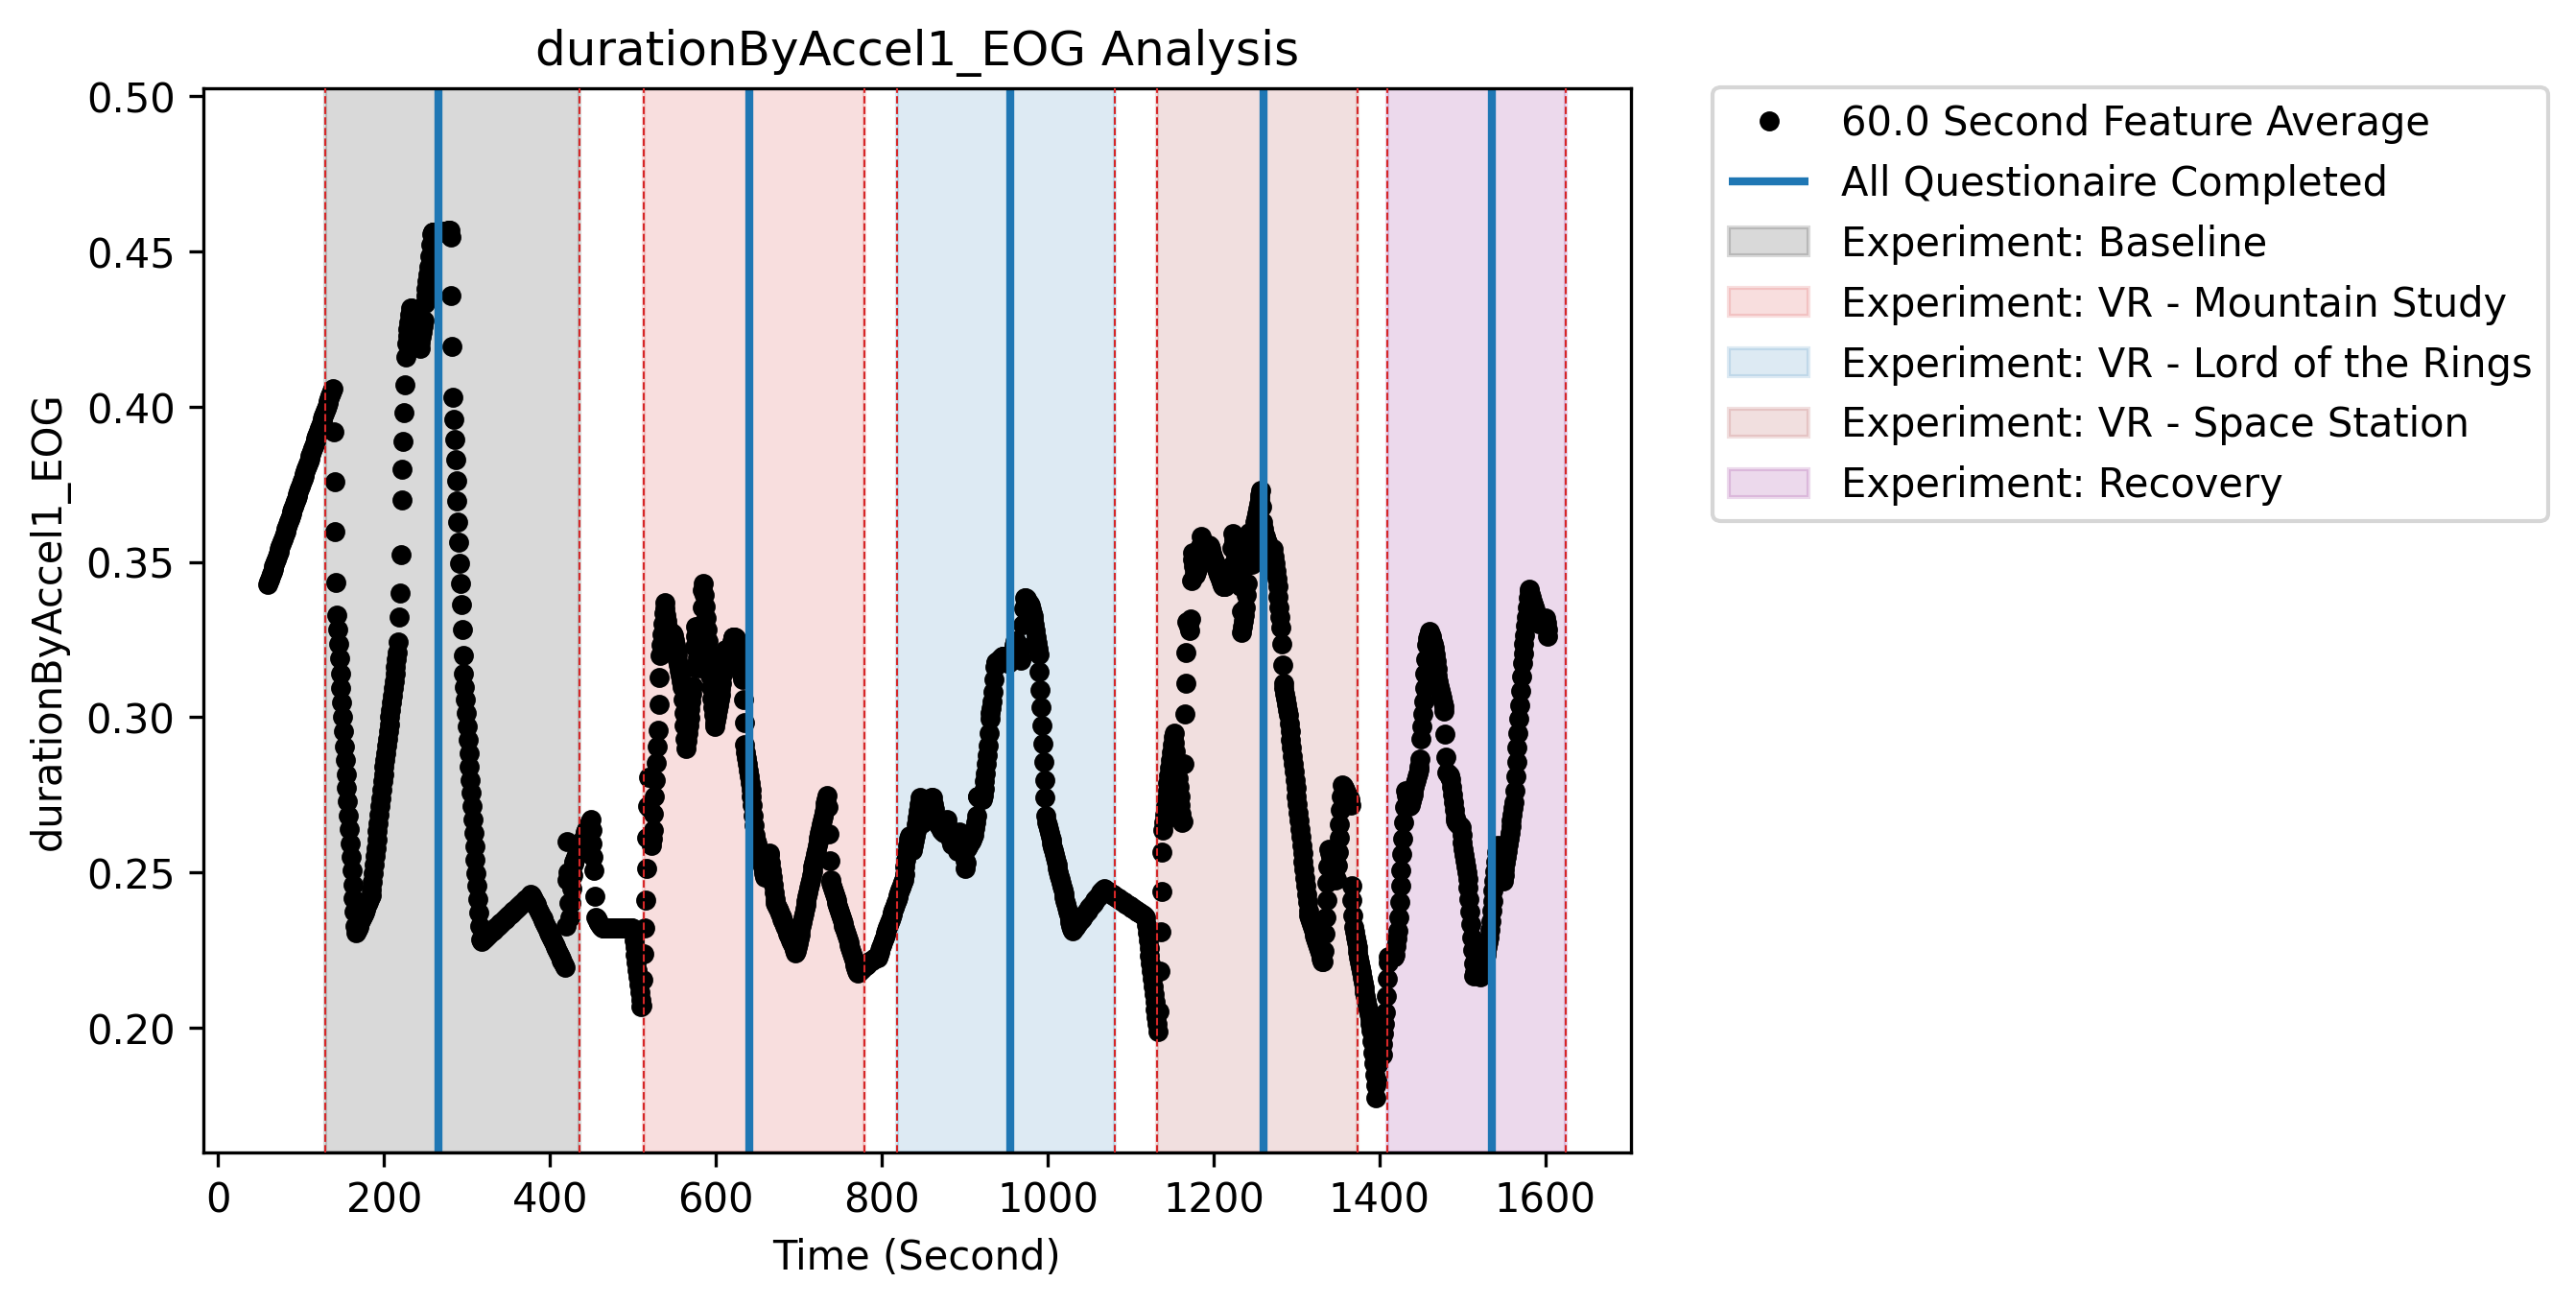 durationByAccel1_EOG Analysis
durationByAccel1_EOG
0.50
0.45
0.40
0.35
0.30
0.25
0.20
0 200 400 600 800 1000 1200 1400 1600
Time (Second)
60.0 Second Feature Average
All Questionaire Completed
Experiment: Baseline
Experiment: VR - Mountain Study
Experiment: VR - Lord of the Rings
Experiment: VR - Space Station
Experiment: Recovery